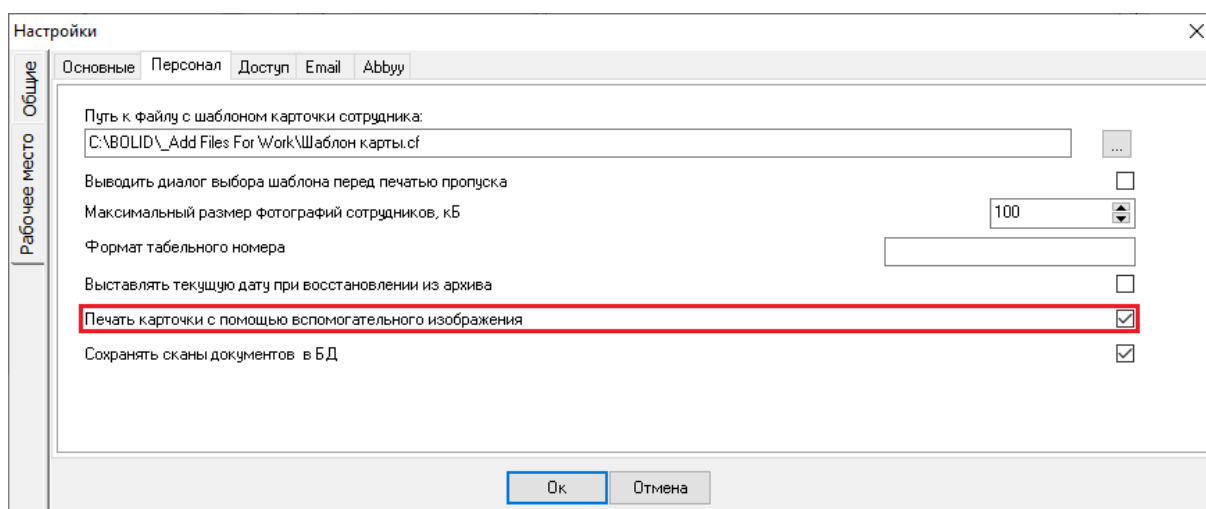 Настройки
Общие
Рабочее место
Основные Персонал Доступ Email Abbyy
Путь к файлу с шаблоном карточки сотрудника:
C:\BOLID\_Add Files For Work\Шаблон карты.cf ...
Выводить диалог выбора шаблона перед печатью пропуска
Максимальный размер фотографий сотрудников, кБ 100
Формат табельного номера
Выставлять текущую дату при восстановлении из архива
Печать карточки с помощью вспомогательного изображения
Сохранять сканы документов в БД
Ок Отмена